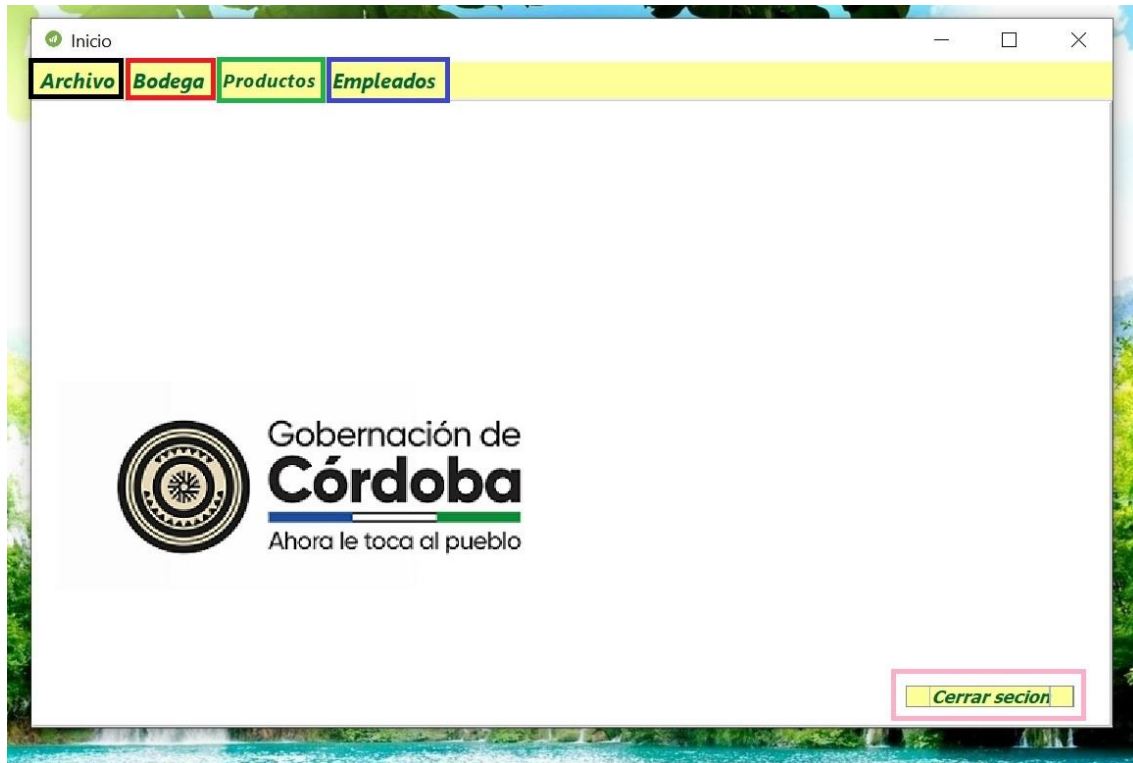 Inicio
Archivo Bodega Productos Empleados
Gobernación de
Córdoba
Ahora le toca al pueblo
Cerrar secion